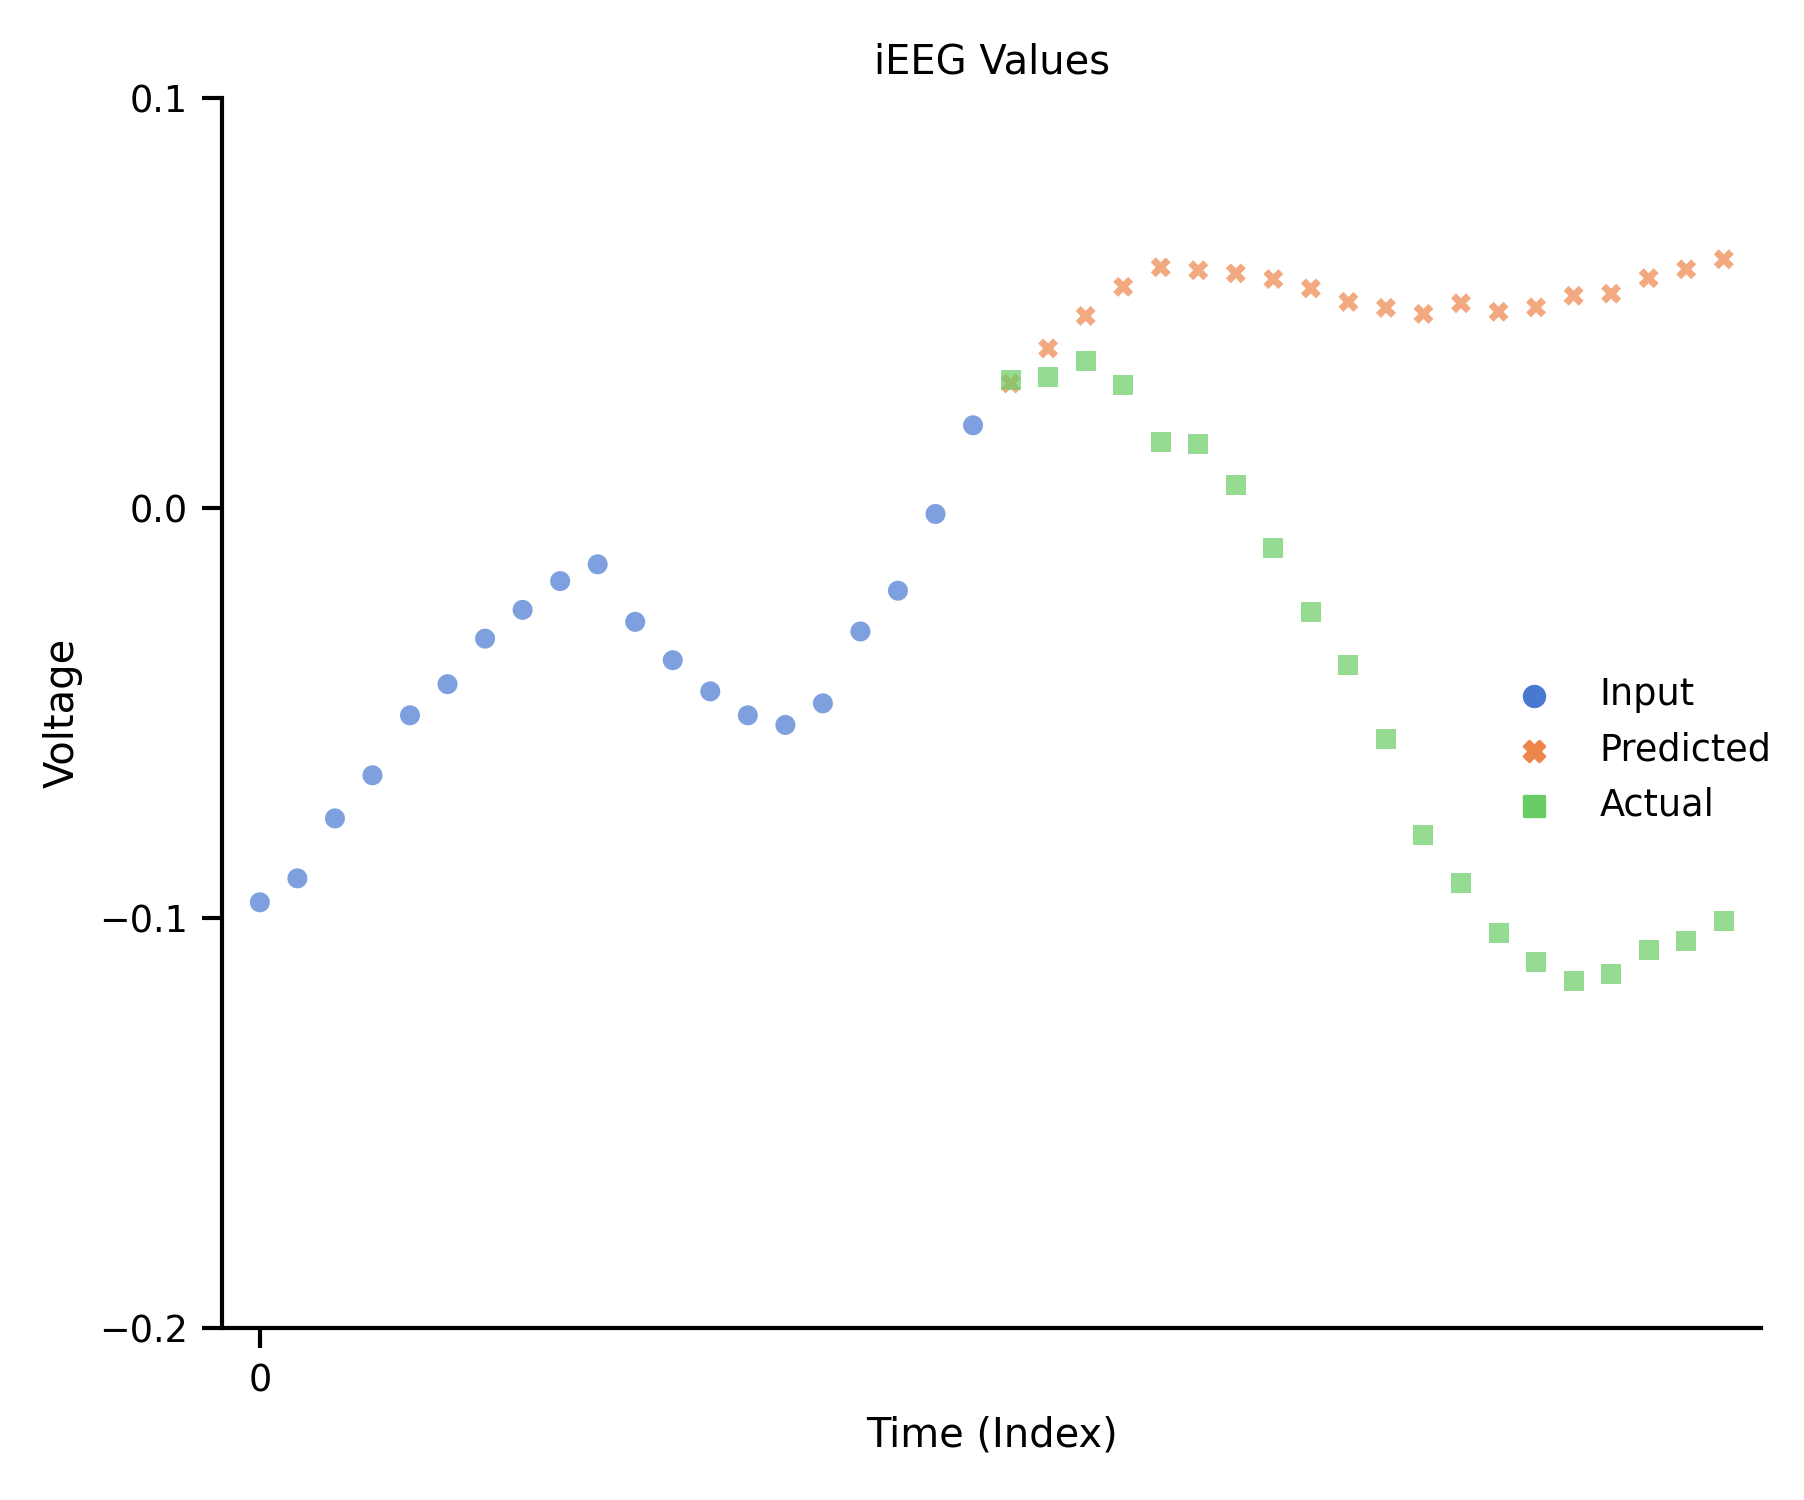 iEEG Values
0.1
0.0
−0.1
−0.2
Voltage
Input
Predicted
Actual
0
Time (Index)